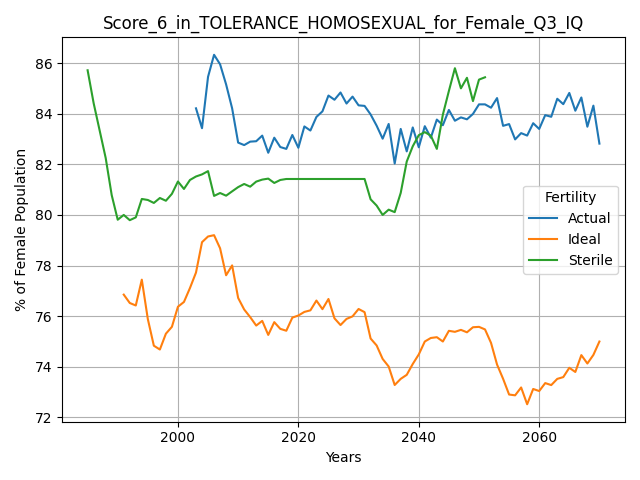 Score_6_in_TOLERANCE_HOMOSEXUAL_for_Female_Q3_IQ
% of Female Population
86
84
82
80
78
76
74
72
Fertility
Actual
Ideal
Sterile
2000
2020
2040
2060
Years